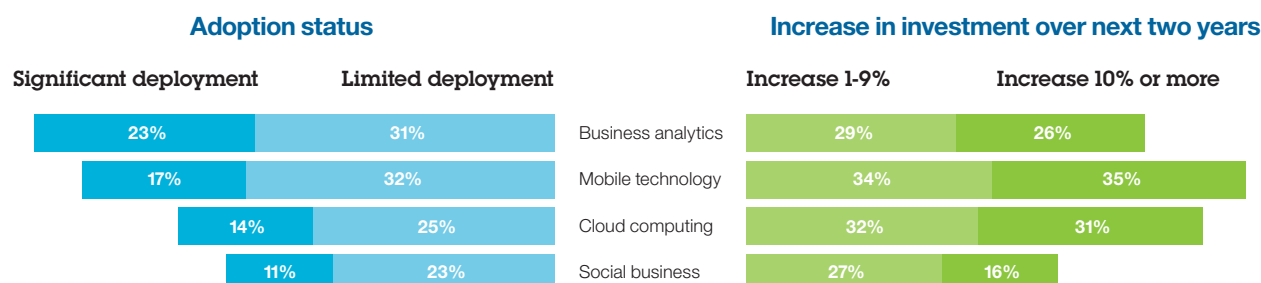 Adoption status Increase in investment over next two years
Significant deployment Limited deployment Increase 1-9% Increase 10% or more
23% 31% Business analytics 29% 26%
17% 32% Mobile technology 34% 35%
14% 25% Cloud computing 32% 31%
11% 23% Social business 27% 16%